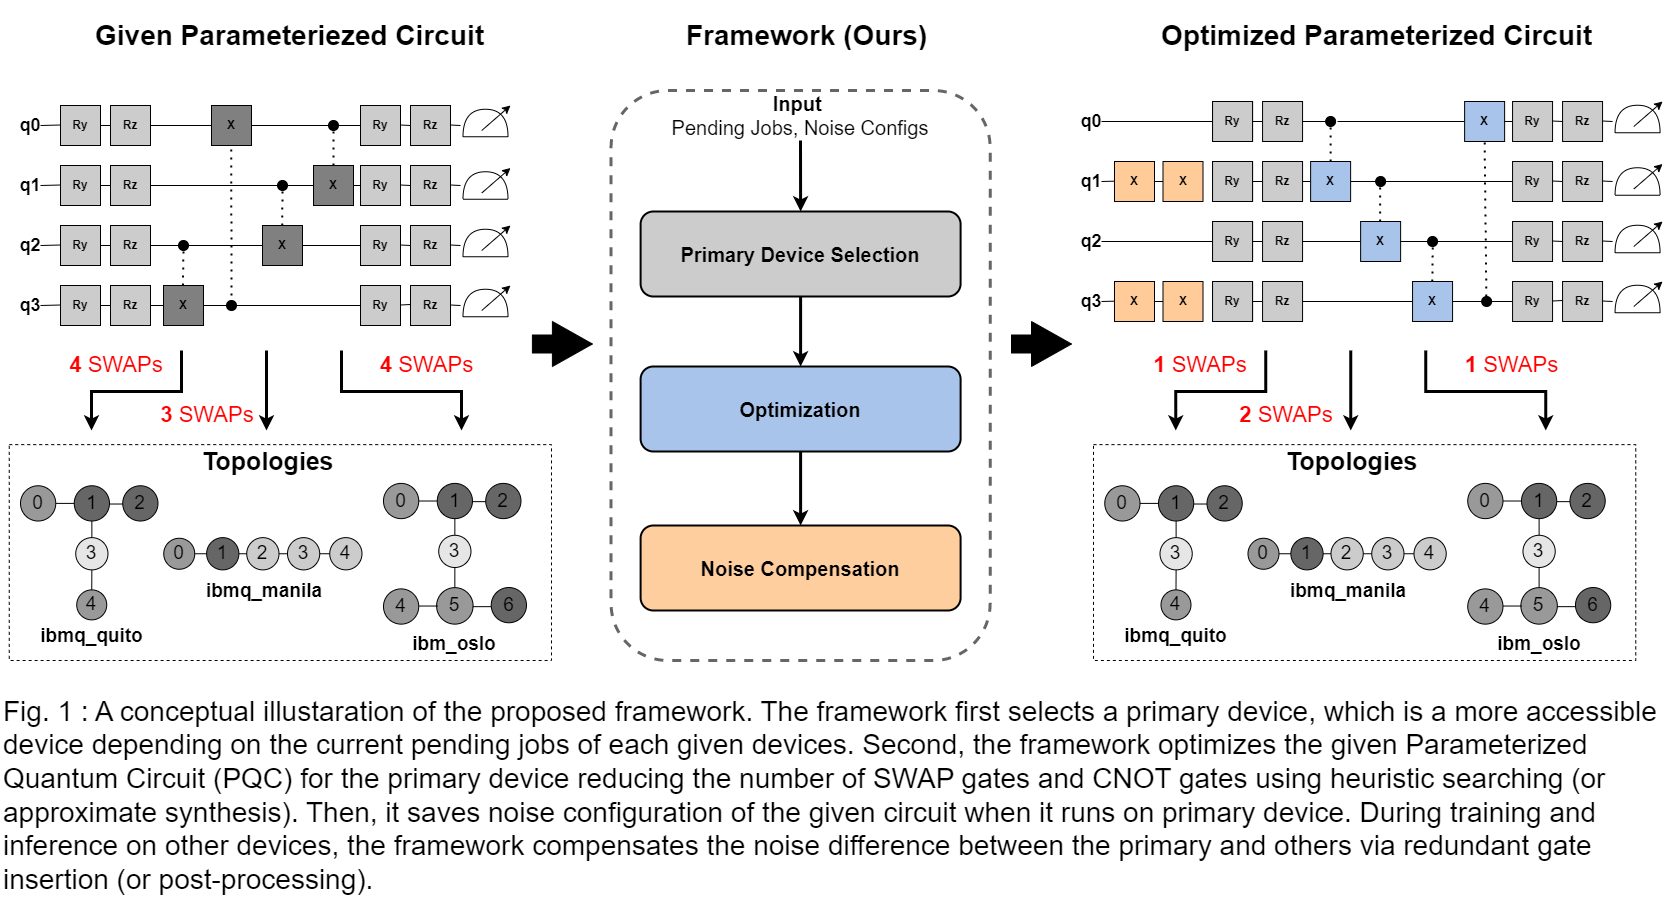 Given Parameteriezed Circuit
q0 Ry Rz X Ry Rz
q1 Ry Rz X Ry Rz
q2 Ry Rz X Ry Rz
q3 Ry Rz X Ry Rz
4 SWAPs
3 SWAPs
4 SWAPs
Topologies
0 1 2
3
4
ibmq_quito
0 1 2 3 4
ibmq_manila
0 1 2
3
4 5 6
ibm_oslo
Framework (Ours)
Input
Pending Jobs, Noise Configs
Primary Device Selection
Optimization
Noise Compensation
Optimized Parameterized Circuit
q0 Ry Rz X Ry Rz
q1 X X Ry Rz X Ry Rz
q2 Ry Rz X Ry Rz
q3 X X Ry Rz X Ry Rz
1 SWAPs
2 SWAPs
1 SWAPs
Topologies
0 1 2
3
4
ibmq_quito
0 1 2 3 4
ibmq_manila
0 1 2
3
4 5 6
ibm_oslo
Fig. 1 : A conceptual illustaration of the proposed framework. The framework first selects a primary device, which is a more accessible
device depending on the current pending jobs of each given devices. Second, the framework optimizes the given Parameterized
Quantum Circuit (PQC) for the primary device reducing the number of SWAP gates and CNOT gates using heuristic searching (or
approximate synthesis). Then, it saves noise configuration of the given circuit when it runs on primary device. During training and
inference on other devices, the framework compensates the noise difference between the primary and others via redundant gate
insertion (or post-processing).